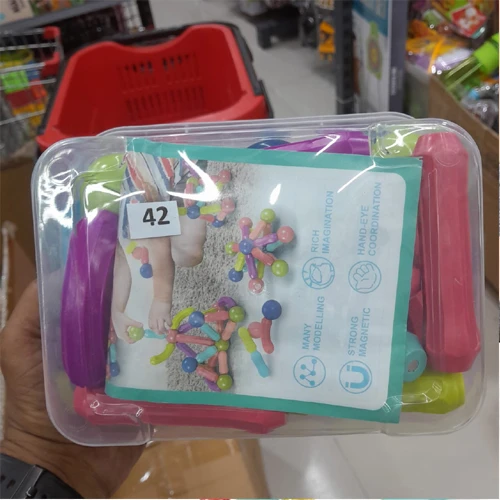 42
RICH
IMAGINATION
HAND-EYE
COORDINATION
MANY
MODELLING
STRONG
MAGNETIC